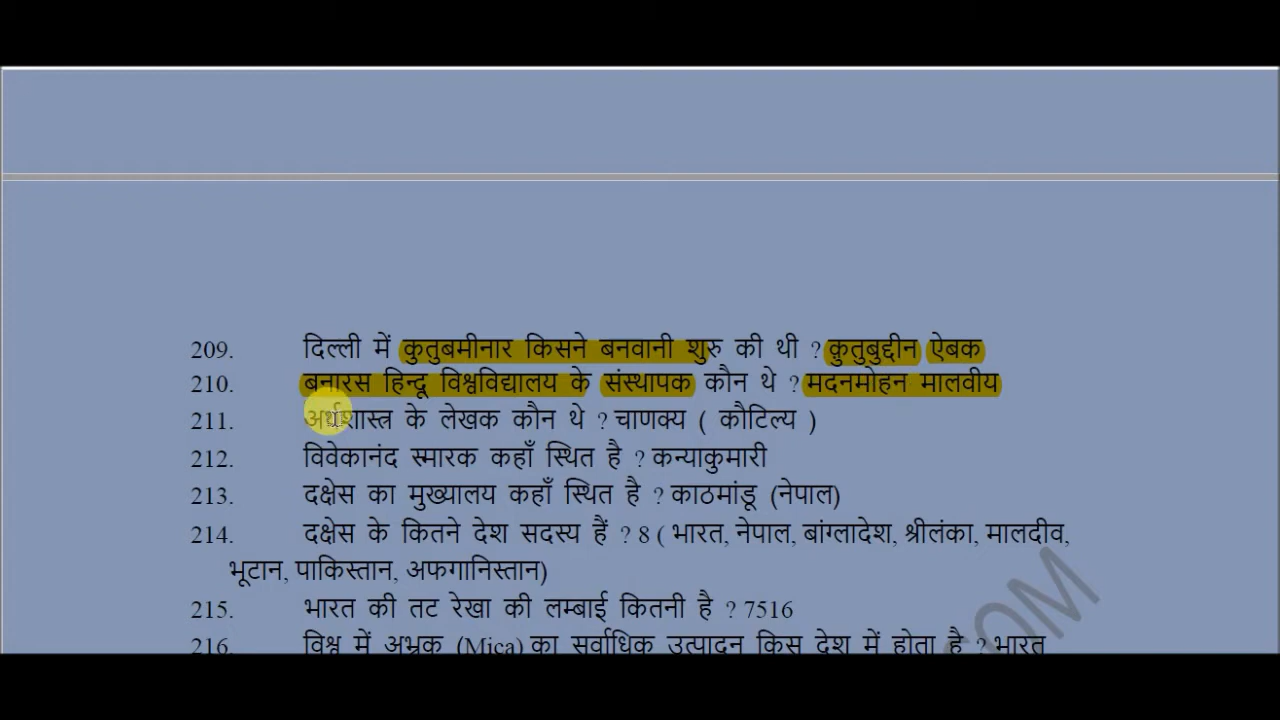 209. दिल्ली में कुतुबमीनार किसने बनवानी शुरु की थी ? क़ुतुबुद्दीन ऐबक
210. बनारस हिन्दू विश्वविद्यालय के संस्थापक कौन थे ? मदनमोहन मालवीय
211. अर्थशास्त्र के लेखक कौन थे ? चाणक्य ( कौटिल्य )
212. विवेकानंद स्मारक कहाँ स्थित है ? कन्याकुमारी
213. दक्षेस का मुख्यालय कहाँ स्थित है ? काठमांडू (नेपाल)
214. दक्षेस के कितने देश सदस्य हैं ? 8 ( भारत, नेपाल, बांग्लादेश, श्रीलंका, मालदीव,
भूटान, पाकिस्तान, अफगानिस्तान)
215. भारत की तट रेखा की लम्बाई कितनी है ? 7516
216. विश्व में अभ्रक (Mica) का सर्वाधिक उत्पादन किस देश में होता है ? भारत
COM